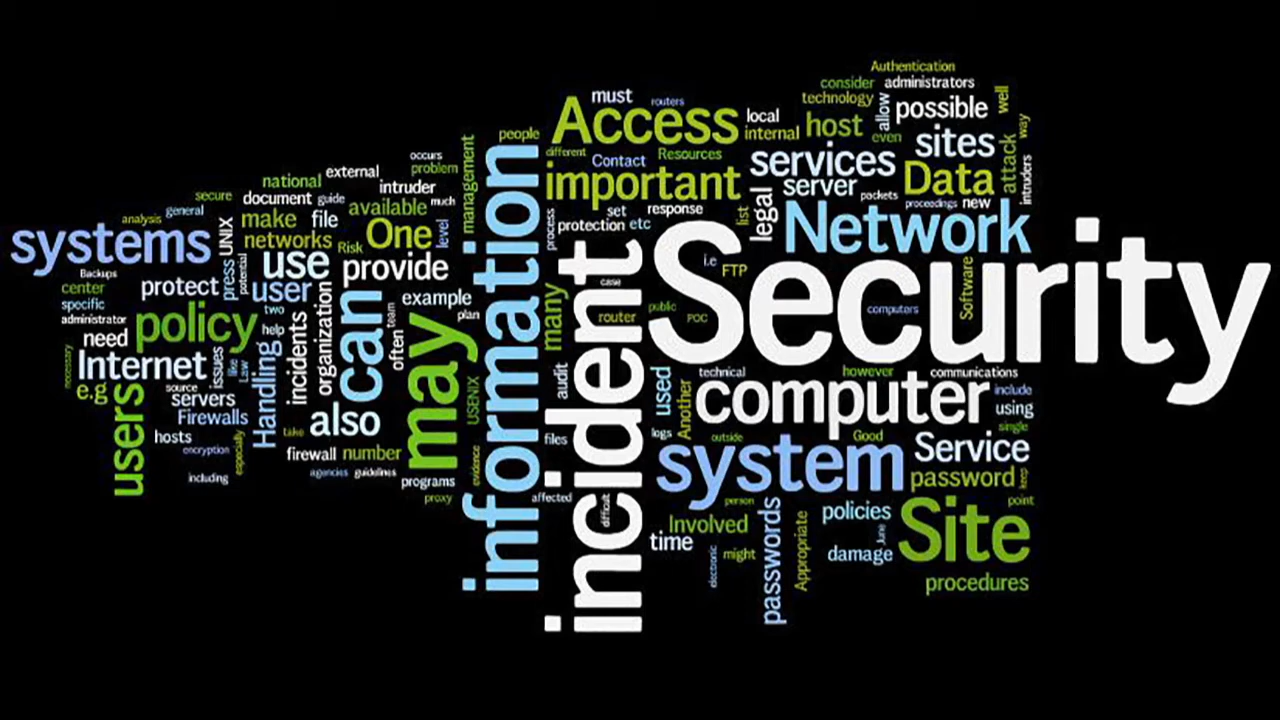 Authentication
consider
administrators
technology
allow
possible
well
must
routers
Access
local
internal
host
even
sites
way
attack
people
different
Contact
Resources
services
server
packets
Data
intruders
important
proceedings
new
occurs
problem
management
external
national
intruder
secure
document
guide
much
available
set
response
list
legal
Network
process
protection
etc
general
analysis
UNIX
make
file
level
systems
networks
Risk
One
information
incident
Security
i.e
FTP
Software
Backups
press
potential
use
provide
case
center
protect
user
organization
can
example
many
public
computers
specific
two
team
plan
router
POC
administrator
policy
help
incidents
often
may
need
necessary
Internet
issues
like
Law
Handling
audit
used
technical
however
communications
e.g.
source
servers
USENIX
Another
computer
include
users
Firewalls
also
using
hosts
take
single
encryption
especially
firewall
number
files
logs
outside
Good
system
Service
including
agencies
guidelines
evidence
programs
password
keep
proxy
affected
difficult
person
passwords
policies
point
Involved
Appropriate
Site
time
electronic
might
damage
June
procedures